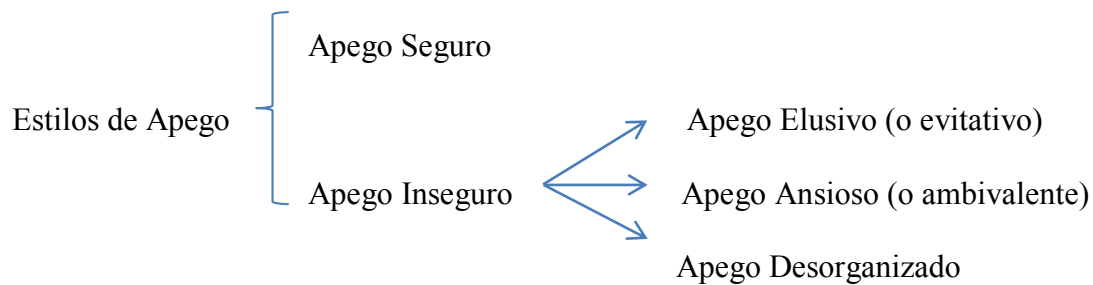 Apego Seguro
Estilos de Apego
Apego Elusivo (o evitativo)
Apego Inseguro
Apego Ansioso (o ambivalente)
Apego Desorganizado